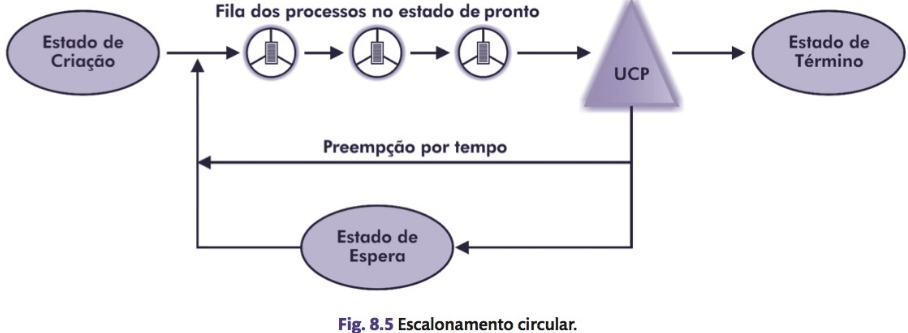 Fila dos processos no estado de pronto
Estado de
Criação
UCP
Estado de
Término
Preempção por tempo
Estado de
Espera
Fig. 8.5 Escalonamento circular.